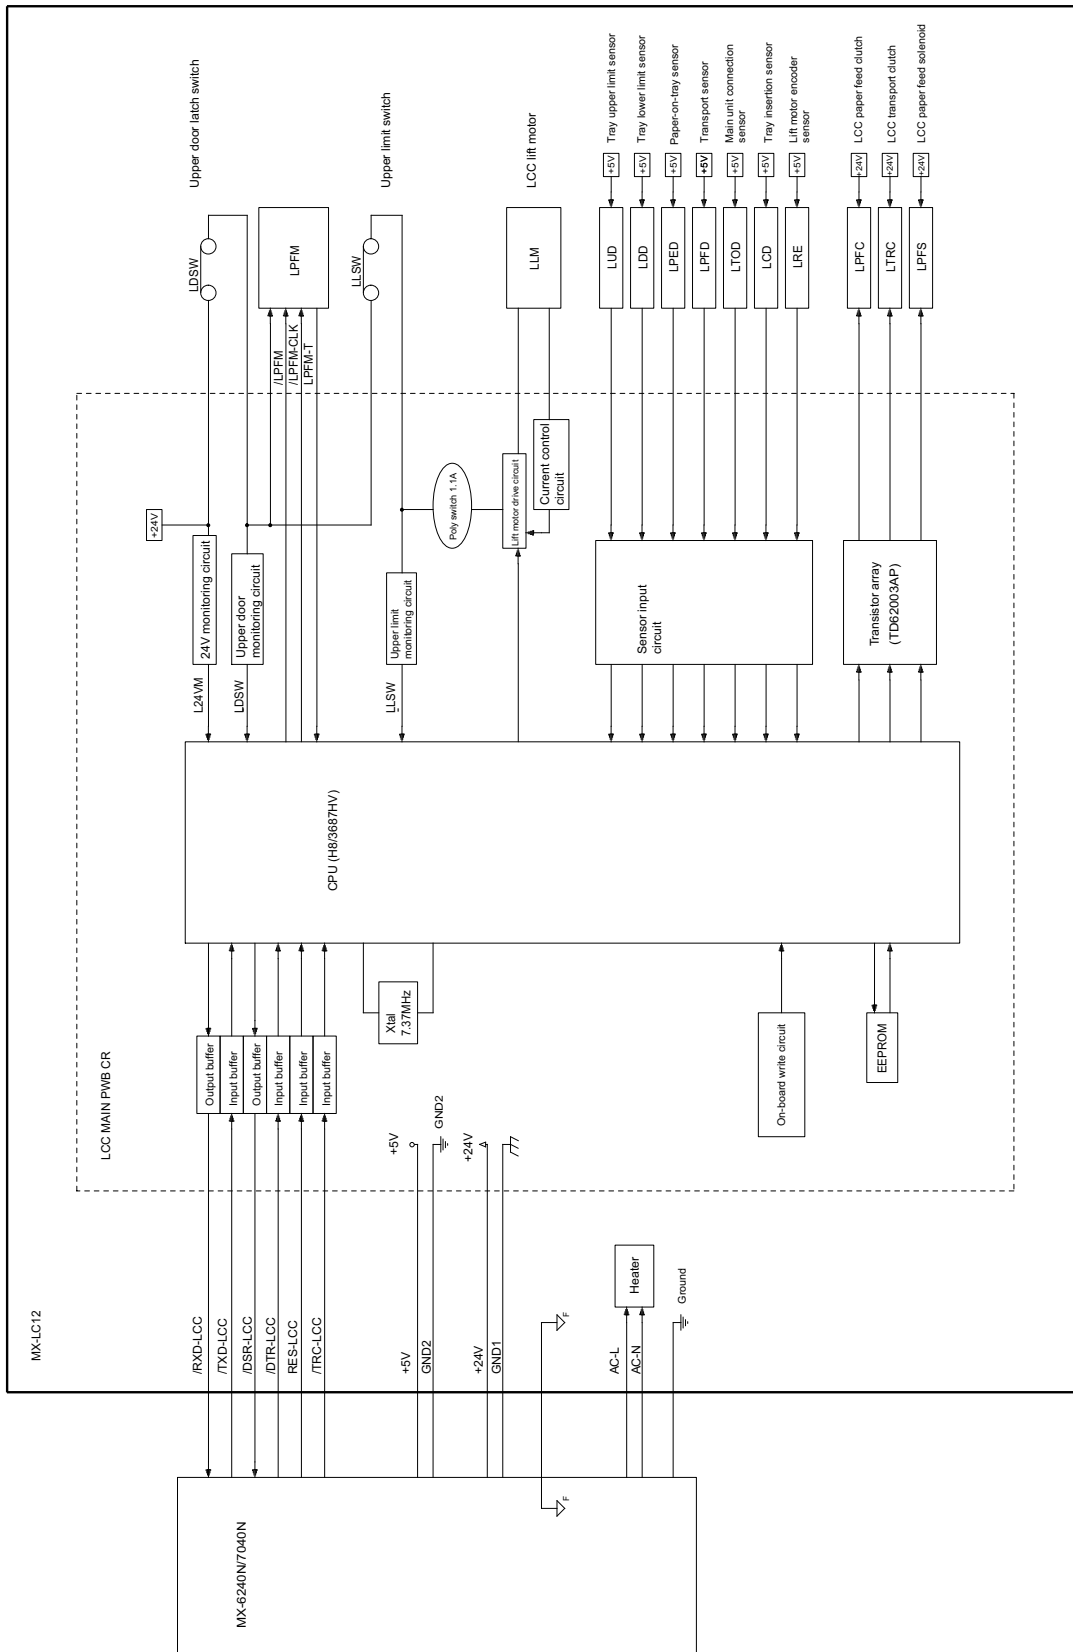 MX-LC12
MX-6240N/7040N
LCC MAIN PWB CR
/RXD-LCC
/TXD-LCC
/DSR-LCC
/DTR-LCC
RES-LCC
/TRC-LCC
+5V
GND2
+24V
GND1
F
F
AC-L
AC-N
Heater
Ground
Output buffer
Input buffer
Output buffer
Input buffer
Input buffer
Input buffer
+5V
GND2
+24V
Xtal
7.37MHz
On-board write circuit
EEPROM
CPU (H8/3687HV)
L24VM
LDSW
LLSW
24V monitoring circuit
Upper door
monitoring circuit
Upper limit
monitoring circuit
+24V
Poly switch 1.1A
Lift motor drive circuit
Current control
circuit
Sensor input
circuit
Transistor array
(TD62003AP)
/LPFM
/LPFM-CLK
LPFM-T
LDSW
LPFM
LLSW
LLM
LUD
LDD
LPED
LPFD
LTOD
LCD
LRE
LPFC
LTRC
LPFS
Upper door latch switch
Upper limit switch
LCC lift motor
+5V
Tray upper limit sensor
+5V
Tray lower limit sensor
+5V
Paper-on-tray sensor
+5V
Transport sensor
+5V
Main unit connection
sensor
+5V
Tray insertion sensor
+5V
Lift motor encoder
sensor
+24V
LCC paper feed clutch
+24V
LCC transport clutch
+24V
LCC paper feed solenoid